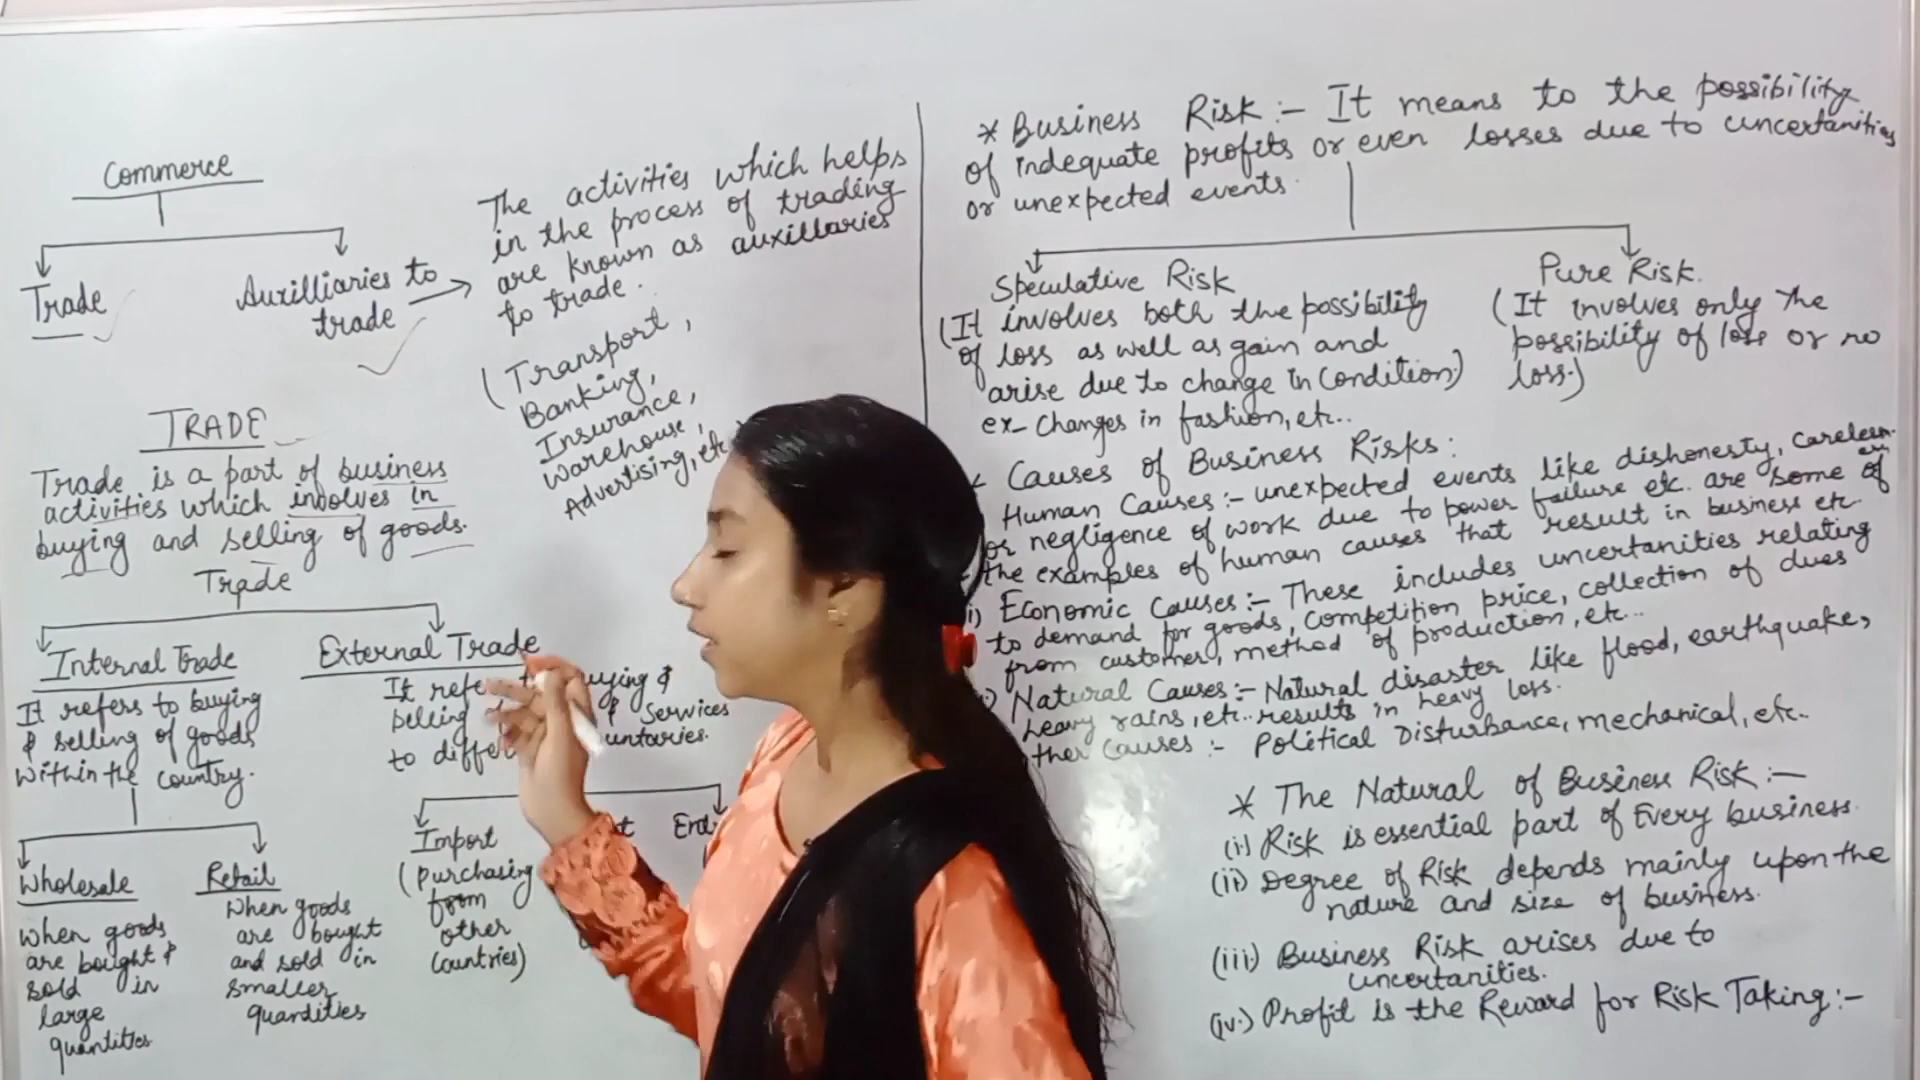 Commerce
Trade
Auxilliaries to
trade
The activities which helps
in the process of trading
are known as auxillaries
to trade.
(Transport,
Banking,
Insurance,
Warehouse,
Advertising, etc
TRADE
Trade is a part of business
activities which involves in
buying and selling of goods.
Trade
Internal Trade
It refers to buying
& selling of goods
within the country.
External Trade
It refe uying &
selling & Services
to diffe untaries.
Wholesale
When goods
are bought &
sold in
large
quantities
Retail
When goods
are bought
and sold in
smaller
quandities
Import
(purchasing
from
other
Countries)
* Business Risk :- It means to the possibility
of indequate profits or even losses due to uncertanities
or unexpected events.
Speculative Risk
(It involves both the possibility
of loss as well as gain and
arise due to change in Condition.)
ex- Changes in fashion, etc..
Pure Risk.
(It involves only the
possibility of loss or no
loss.)
Causes of Business Risks :
Human Causes :- unexpected events like dishonesty,
or negligence of work due to power failure etc. are some of
the examples of human causes that result in business etc.
i) Economic Causes :- These includes uncertanities relating
to demand for goods, Competition price, collection of dues
from customer, method of production, etc...
Natural Causes :- Natural disaster like flood, earthquake,
heavy rains, etc.. results in heavy loss.
ther Causes :- Political Disturbance, mechanical, etc..
* The Natural of Business Risk :-
(i) Risk is essential part of Every business.
(ii) Degree of Risk depends mainly upon the
nature and size of business.
(iii) Business Risk arises due to
uncertanities.
(iv.) Profit is the Reward for Risk Taking :-